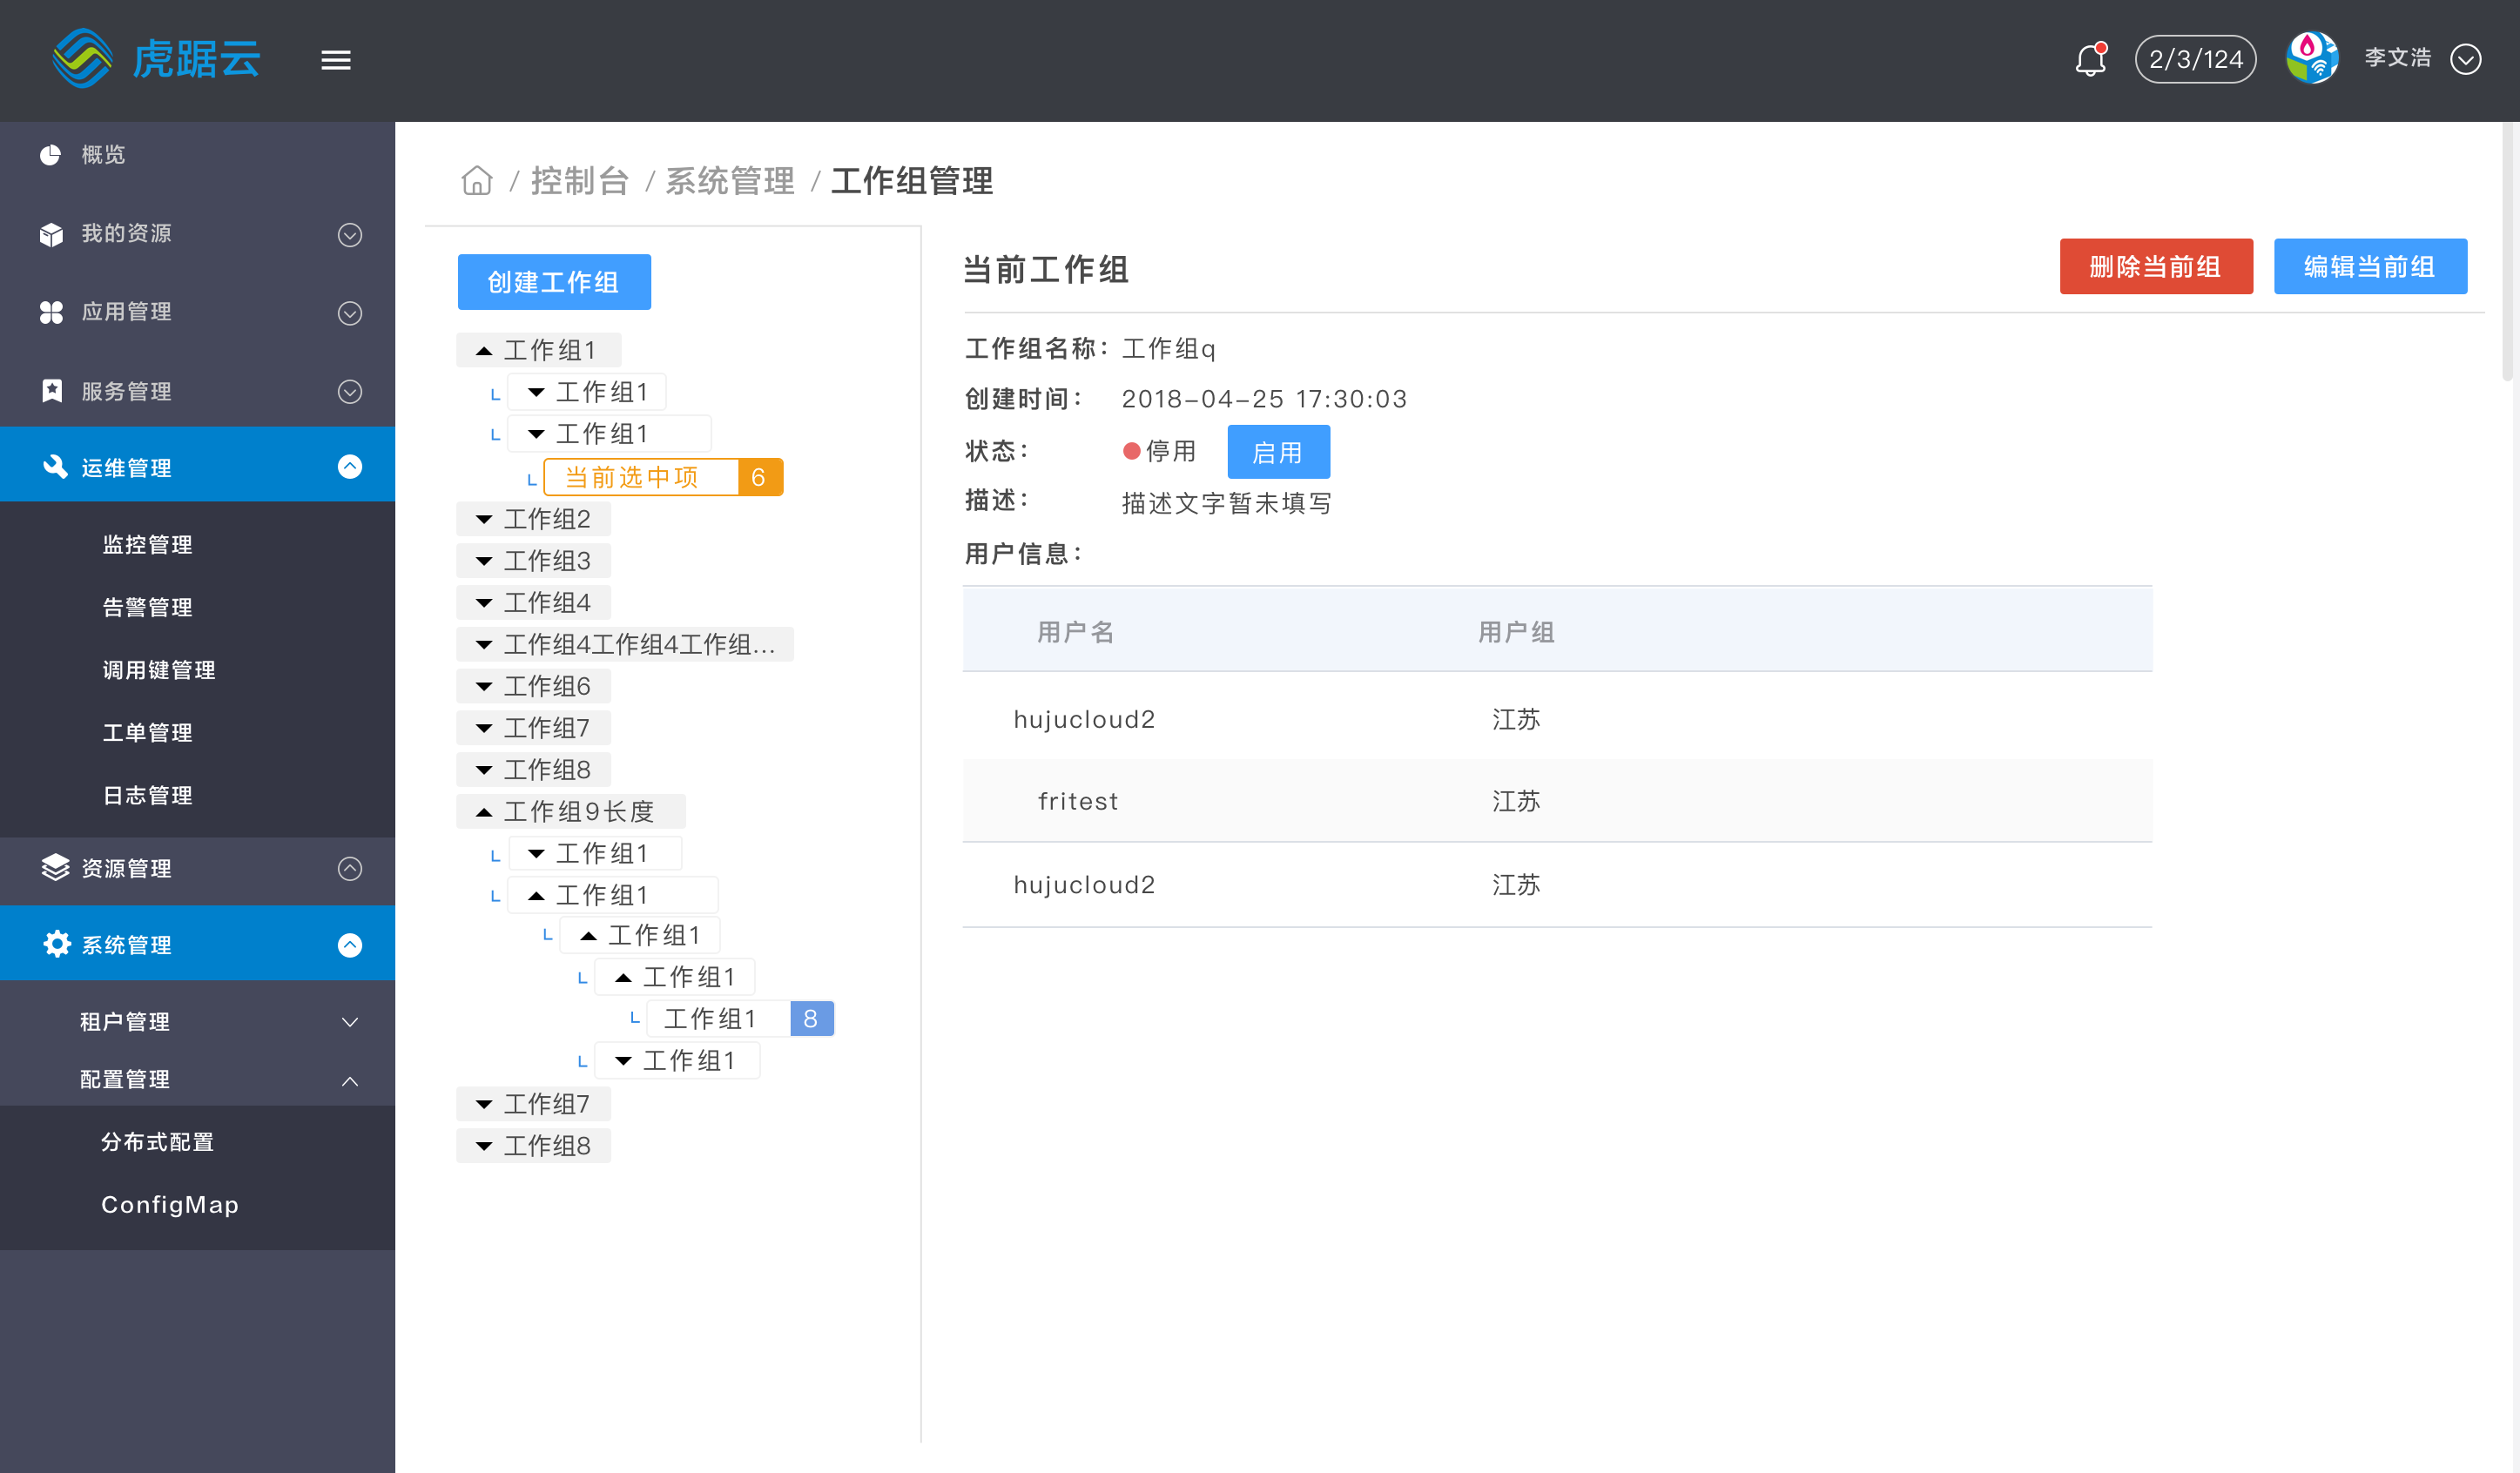 虎踞云
2/3/124
李文浩
概览
我的资源
应用管理
服务管理
运维管理
监控管理
告警管理
调用键管理
工单管理
日志管理
资源管理
系统管理
租户管理
配置管理
分布式配置
ConfigMap
/ 控制台 / 系统管理 / 工作组管理
创建工作组
工作组1
工作组1
工作组1
当前选中项 6
工作组2
工作组3
工作组4
工作组4工作组4工作组...
工作组6
工作组7
工作组8
工作组9长度
工作组1
工作组1
工作组1
工作组1
工作组1 8
工作组1
工作组7
工作组8
当前工作组
删除当前组
编辑当前组
工作组名称: 工作组q
创建时间: 2018-04-25 17:30:03
状态: 停用 启用
描述: 描述文字暂未填写
用户信息:
用户名 用户组
hujucloud2 江苏
fritest 江苏
hujucloud2 江苏